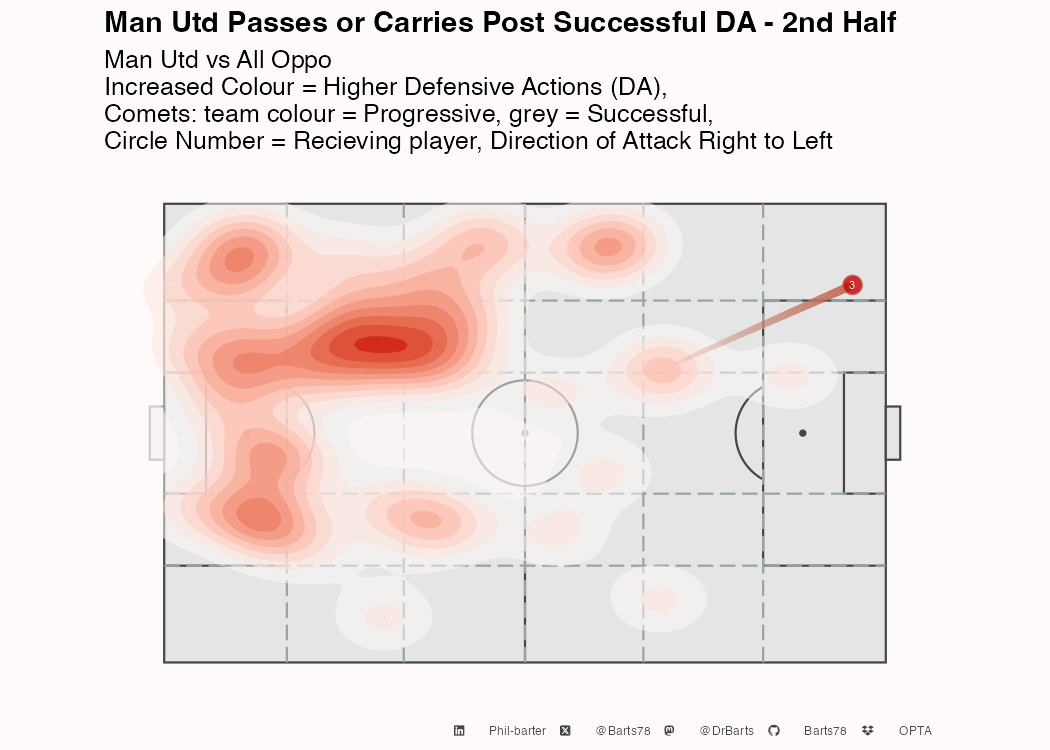 Man Utd Passes or Carries Post Successful DA - 2nd Half
Man Utd vs All Oppo
Increased Colour = Higher Defensive Actions (DA),
Comets: team colour = Progressive, grey = Successful,
Circle Number = Recieving player, Direction of Attack Right to Left
3
Phil-barter @Barts78 @DrBarts Barts78 OPTA